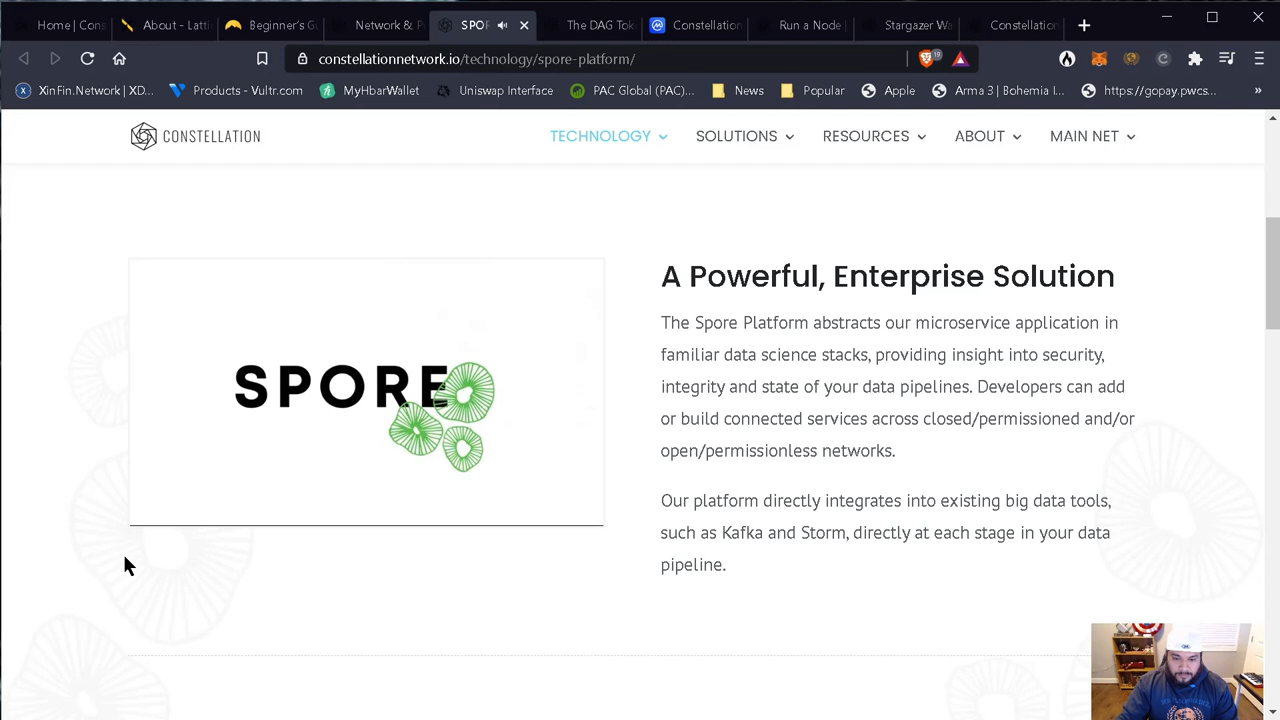 Home | Cons
About - Latti
Beginner's Gu
Network & P
SPOR
The DAG Tok
Constellation
Run a Node |
Stargazer Wa
Constellation
constellationnetwork.io/technology/spore-platform/
19
XinFin.Network | XD...
Products - Vultr.com
MyHbarWallet
Uniswap Interface
PAC Global (PAC)...
News
Popular
Apple
Arma 3 | Bohemia I...
https://gopay.pwcs...
CONSTELLATION
TECHNOLOGY
SOLUTIONS
RESOURCES
ABOUT
MAIN NET
SPORE
A Powerful, Enterprise Solution
The Spore Platform abstracts our microservice application in
familiar data science stacks, providing insight into security,
integrity and state of your data pipelines. Developers can add
or build connected services across closed/permissioned and/or
open/permissionless networks.
Our platform directly integrates into existing big data tools,
such as Kafka and Storm, directly at each stage in your data
pipeline.